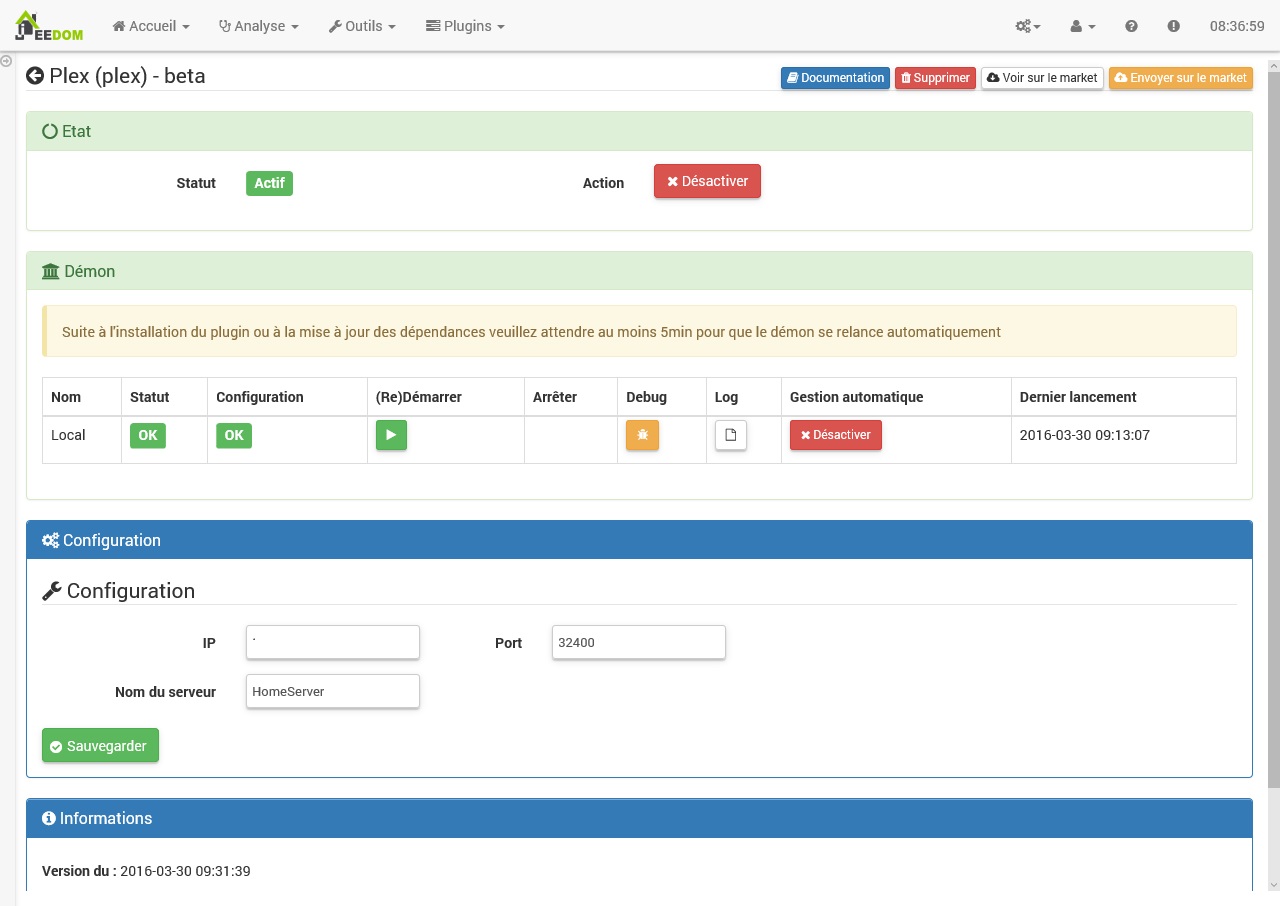 JEEDOM Accueil Analyse Outils Plugins 08:36:59
Plex (plex) - beta Documentation Supprimer Voir sur le market Envoyer sur le market
Etat
Statut Actif Action Désactiver
Démon
Suite à l'installation du plugin ou à la mise à jour des dépendances veuillez attendre au moins 5min pour que le démon se relance automatiquement
Nom Statut Configuration (Re)Démarrer Arrêter Debug Log Gestion automatique Dernier lancement
Local OK OK Désactiver 2016-03-30 09:13:07
Configuration
Configuration
IP Port 32400
Nom du serveur HomeServer
Sauvegarder
Informations
Version du : 2016-03-30 09:31:39